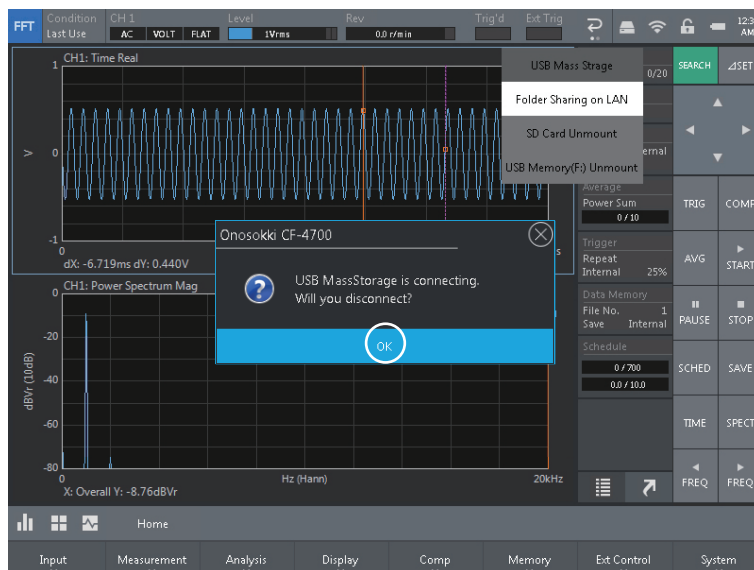 FFT
Condition
Last Use
CH 1
AC VOLT FLAT
Level
1Vrms
Rev
0.0 r/min
Trig'd
Ext Trig
12:3
AM
CH1: Time Real
1
V
0
-1
0
s
dX: -6.719ms dY: 0.440V
USB Mass Strage
Folder Sharing on LAN
SD Card Unmount
USB Memory(F:) Unmount
0/20
ernal
Onosokki CF-4700
USB MassStorage is connecting.
Will you disconnect?
OK
CH1: Power Spectrum Mag
0
-20
-40
-60
-80
dBVr (10dB)
0
Hz (Hann)
20kHz
X: Overall Y: -8.76dBVr
Average
Power Sum
0 / 10
Trigger
Repeat
Internal 25%
Data Memory
File No. 1
Save Internal
Schedule
0 / 700
0.0 / 10.0
SEARCH
⊿SET
TRIG
COMP
AVG
START
PAUSE
STOP
SCHED
SAVE
TIME
SPECT
FREQ
FREQ
Home
Input
Measurement
Analysis
Display
Comp
Memory
Ext Control
System